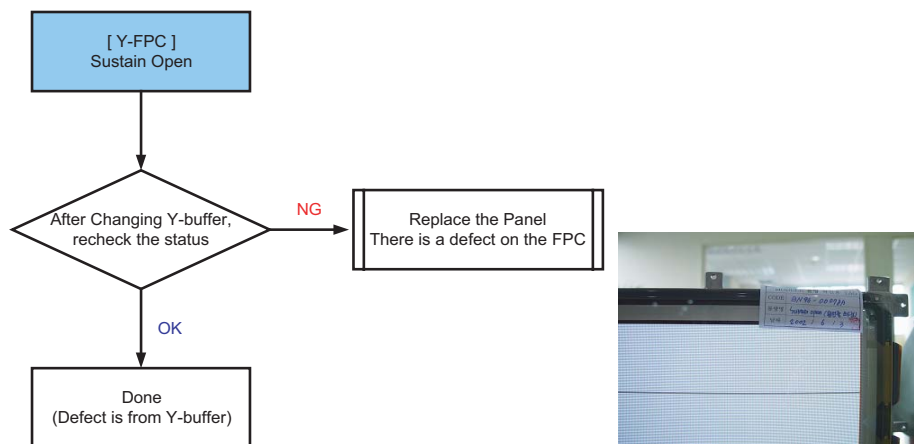 [ Y-FPC ]
Sustain Open
After Changing Y-buffer,
recheck the status
NG
Replace the Panel
There is a defect on the FPC
OK
Done
(Defect is from Y-buffer)